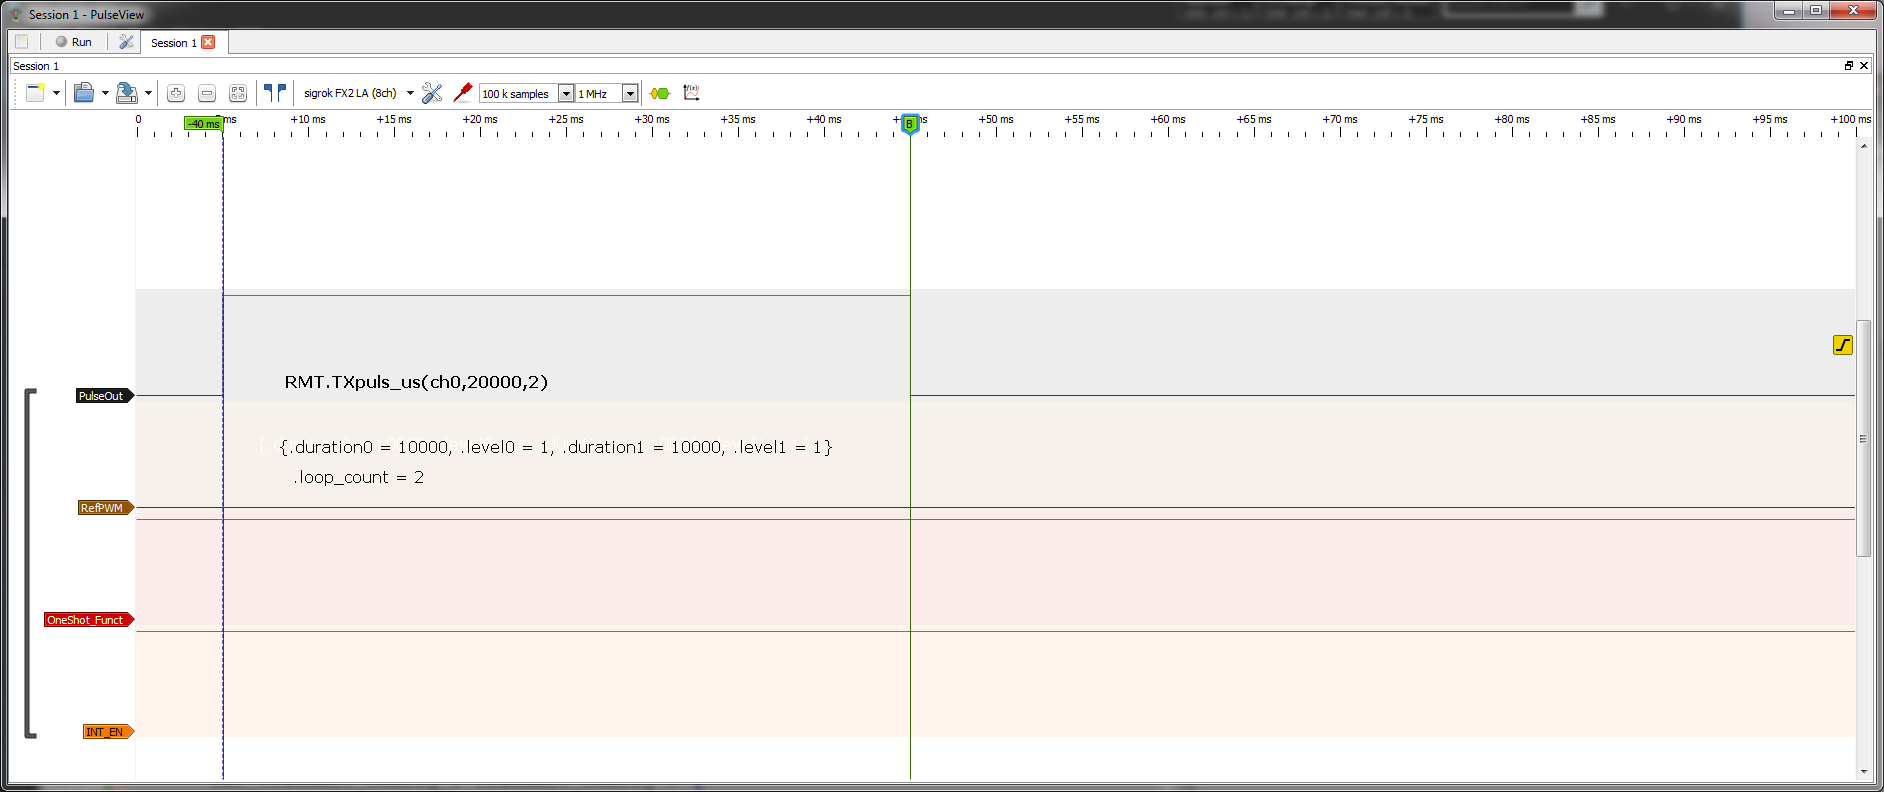 Session 1 - PulseView
Run
Session 1
Session 1
sigrok FX2 LA (8ch)
100 k samples
1 MHz
0
-40 ms
ms
+10 ms
+15 ms
+20 ms
+25 ms
+30 ms
+35 ms
+40 ms
B
ms
+50 ms
+55 ms
+60 ms
+65 ms
+70 ms
+75 ms
+80 ms
+85 ms
+90 ms
+95 ms
+100 ms
RMT.TXpuls_us(ch0,20000,2)
PulseOut
{.duration0 = 10000, .level0 = 1, .duration1 = 10000, .level1 = 1}
.loop_count = 2
RefPWM
OneShot_Funct
INT_EN